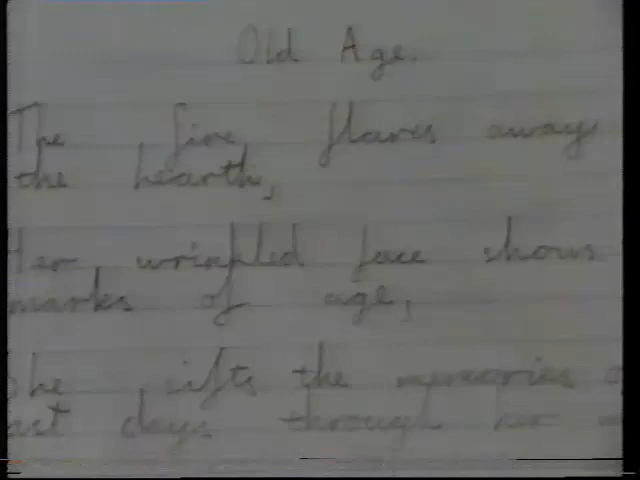 Old Age.
The fire flares away
the hearth,
Her wrinkled face shows
marks of age,
She sifts the memories
past days through her